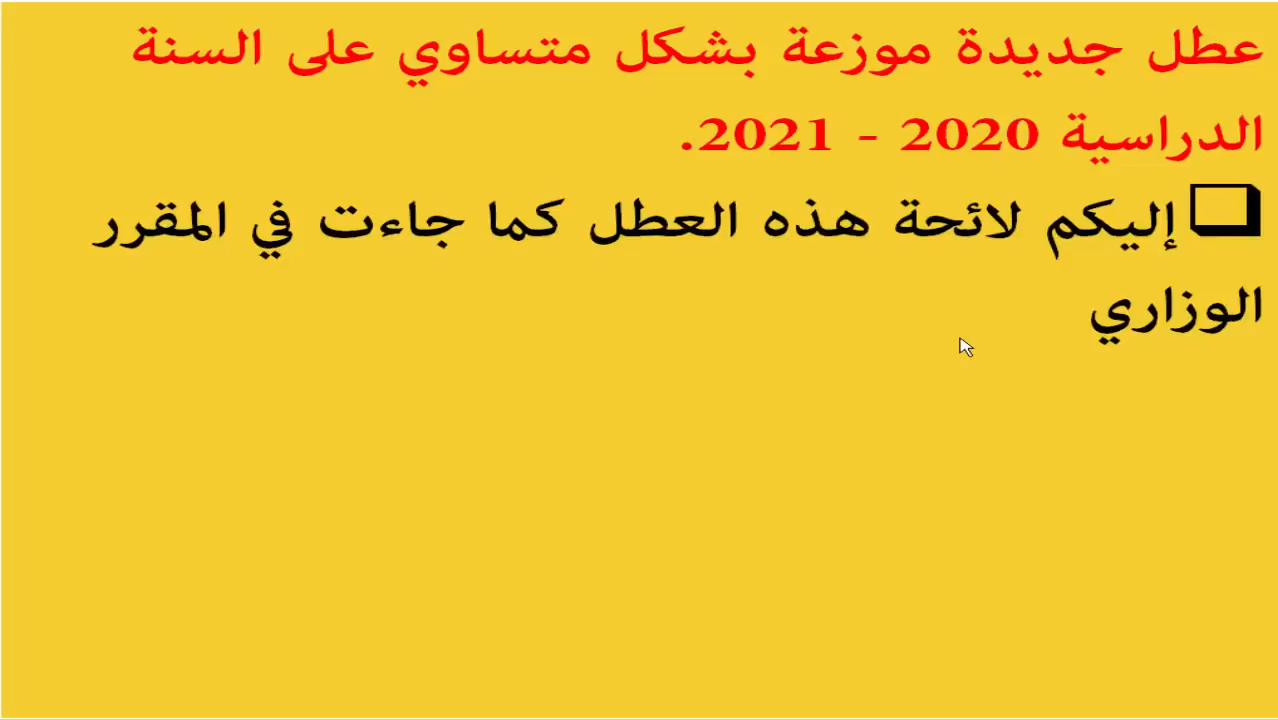 عطل جديدة موزعة بشكل متساوي على السنة
الدراسية 2020 - 2021.
إليكم لائحة هذه العطل كما جاءت في المقرر
الوزاري